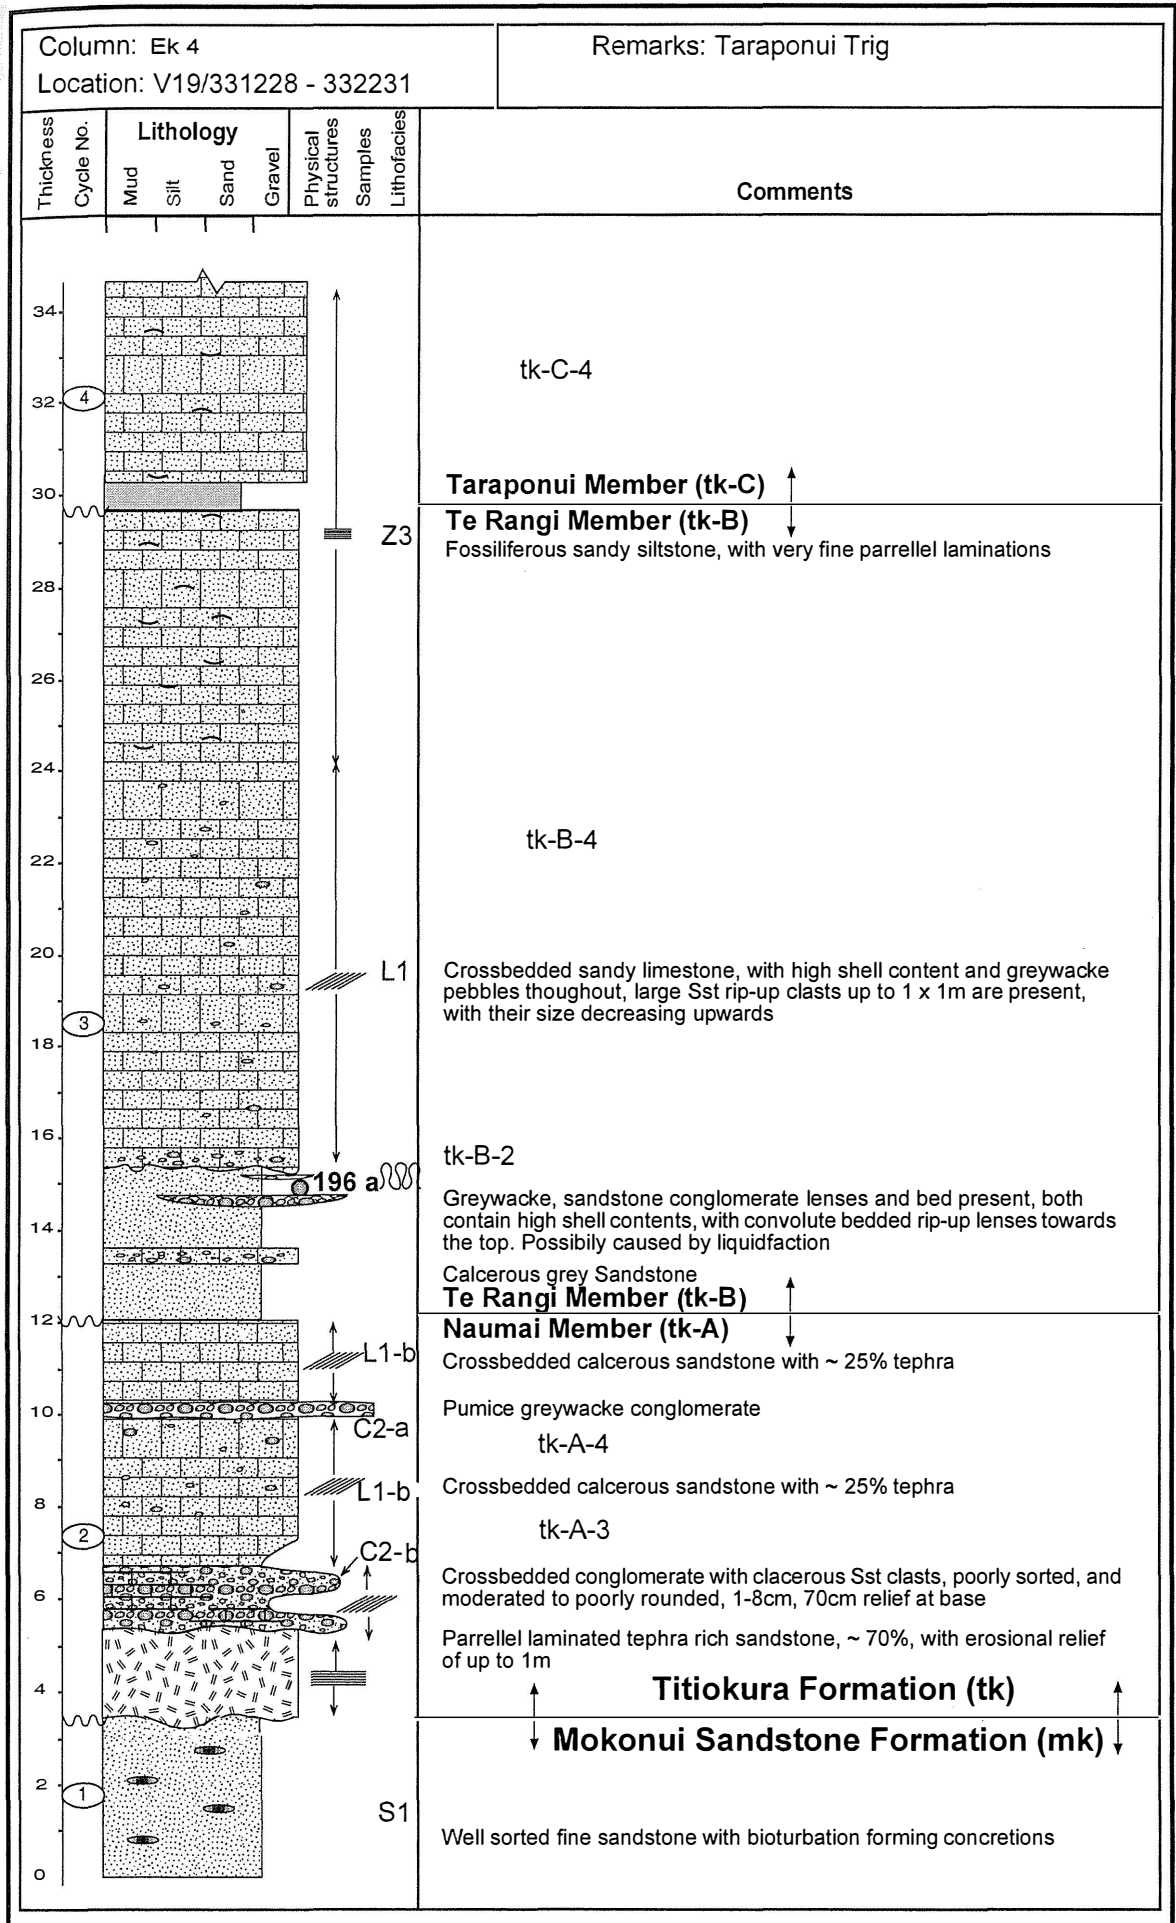 Column: Ek 4
Location: V19/331228 - 332231
Remarks: Taraponui Trig
Thickness
Cycle No.
Lithology
Mud
Silt
Sand
Gravel
Physical structures
Samples
Lithofacies
Comments
34
tk-C-4
32
4
Taraponui Member (tk-C)
30
Te Rangi Member (tk-B)
Z3
Fossiliferous sandy siltstone, with very fine parrellel laminations
28
26
24
tk-B-4
22
20
L1
Crossbedded sandy limestone, with high shell content and greywacke
pebbles thoughout, large Sst rip-up clasts up to 1 x 1m are present,
with their size decreasing upwards
3
18
16
tk-B-2
196 a
Greywacke, sandstone conglomerate lenses and bed present, both
contain high shell contents, with convolute bedded rip-up lenses towards
the top. Possibily caused by liquidfaction
14
Calcerous grey Sandstone
Te Rangi Member (tk-B)
12
Naumai Member (tk-A)
L1-b
Crossbedded calcerous sandstone with ~ 25% tephra
10
Pumice greywacke conglomerate
C2-a
tk-A-4
L1-b
Crossbedded calcerous sandstone with ~ 25% tephra
8
tk-A-3
2
C2-b
Crossbedded conglomerate with clacerous Sst clasts, poorly sorted, and
moderated to poorly rounded, 1-8cm, 70cm relief at base
6
Parrellel laminated tephra rich sandstone, ~ 70%, with erosional relief
of up to 1m
4
Titiokura Formation (tk)
Mokonui Sandstone Formation (mk)
2
1
S1
Well sorted fine sandstone with bioturbation forming concretions
0